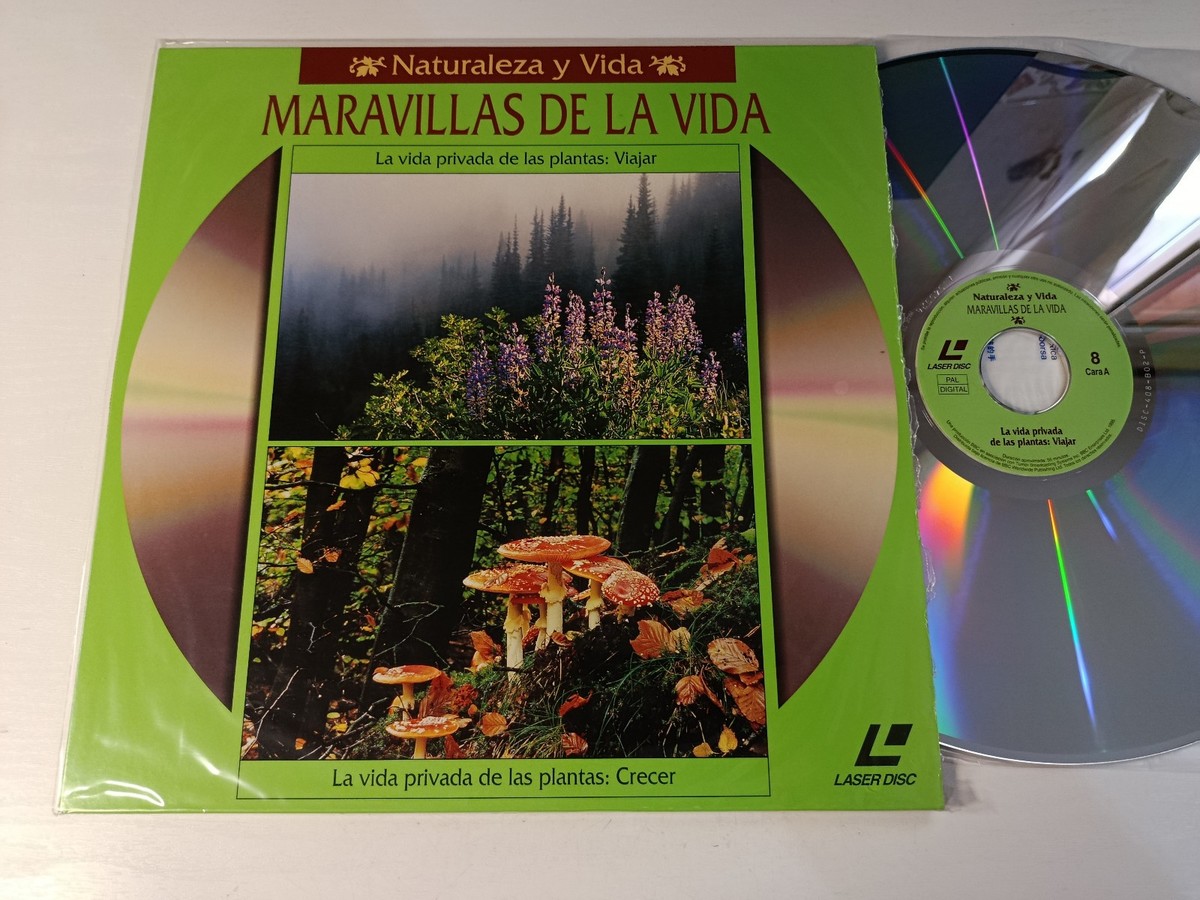 Naturaleza y Vida
MARAVILLAS DE LA VIDA
La vida privada de las plantas: Viajar
La vida privada de las plantas: Crecer
LASER DISC
Naturaleza y Vida
MARAVILLAS DE LA VIDA
LASER DISC
PAL
DIGITAL
8
Cara A
La vida privada
de las plantas: Viajar